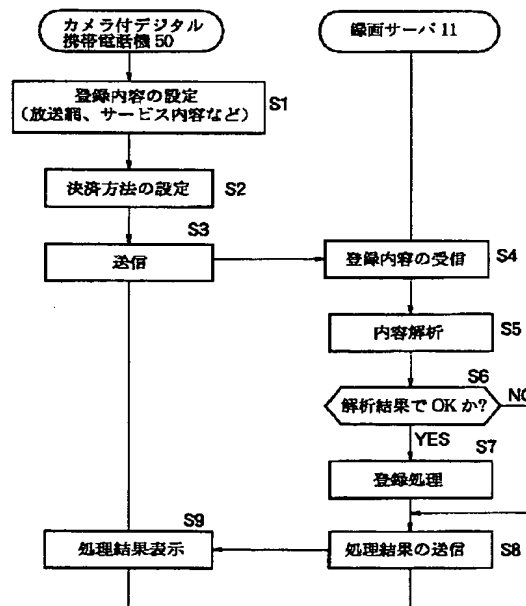 カメラ付デジタル
携帯電話機 50
録画サーバ 11
登録内容の設定
(放送網、サービス内容など)
S1
決済方法の設定
S2
S3
送信
登録内容の受信
S4
内容解析
S5
S6
解析結果で OK か?
NO
YES
S7
登録処理
S9
処理結果表示
処理結果の送信
S8